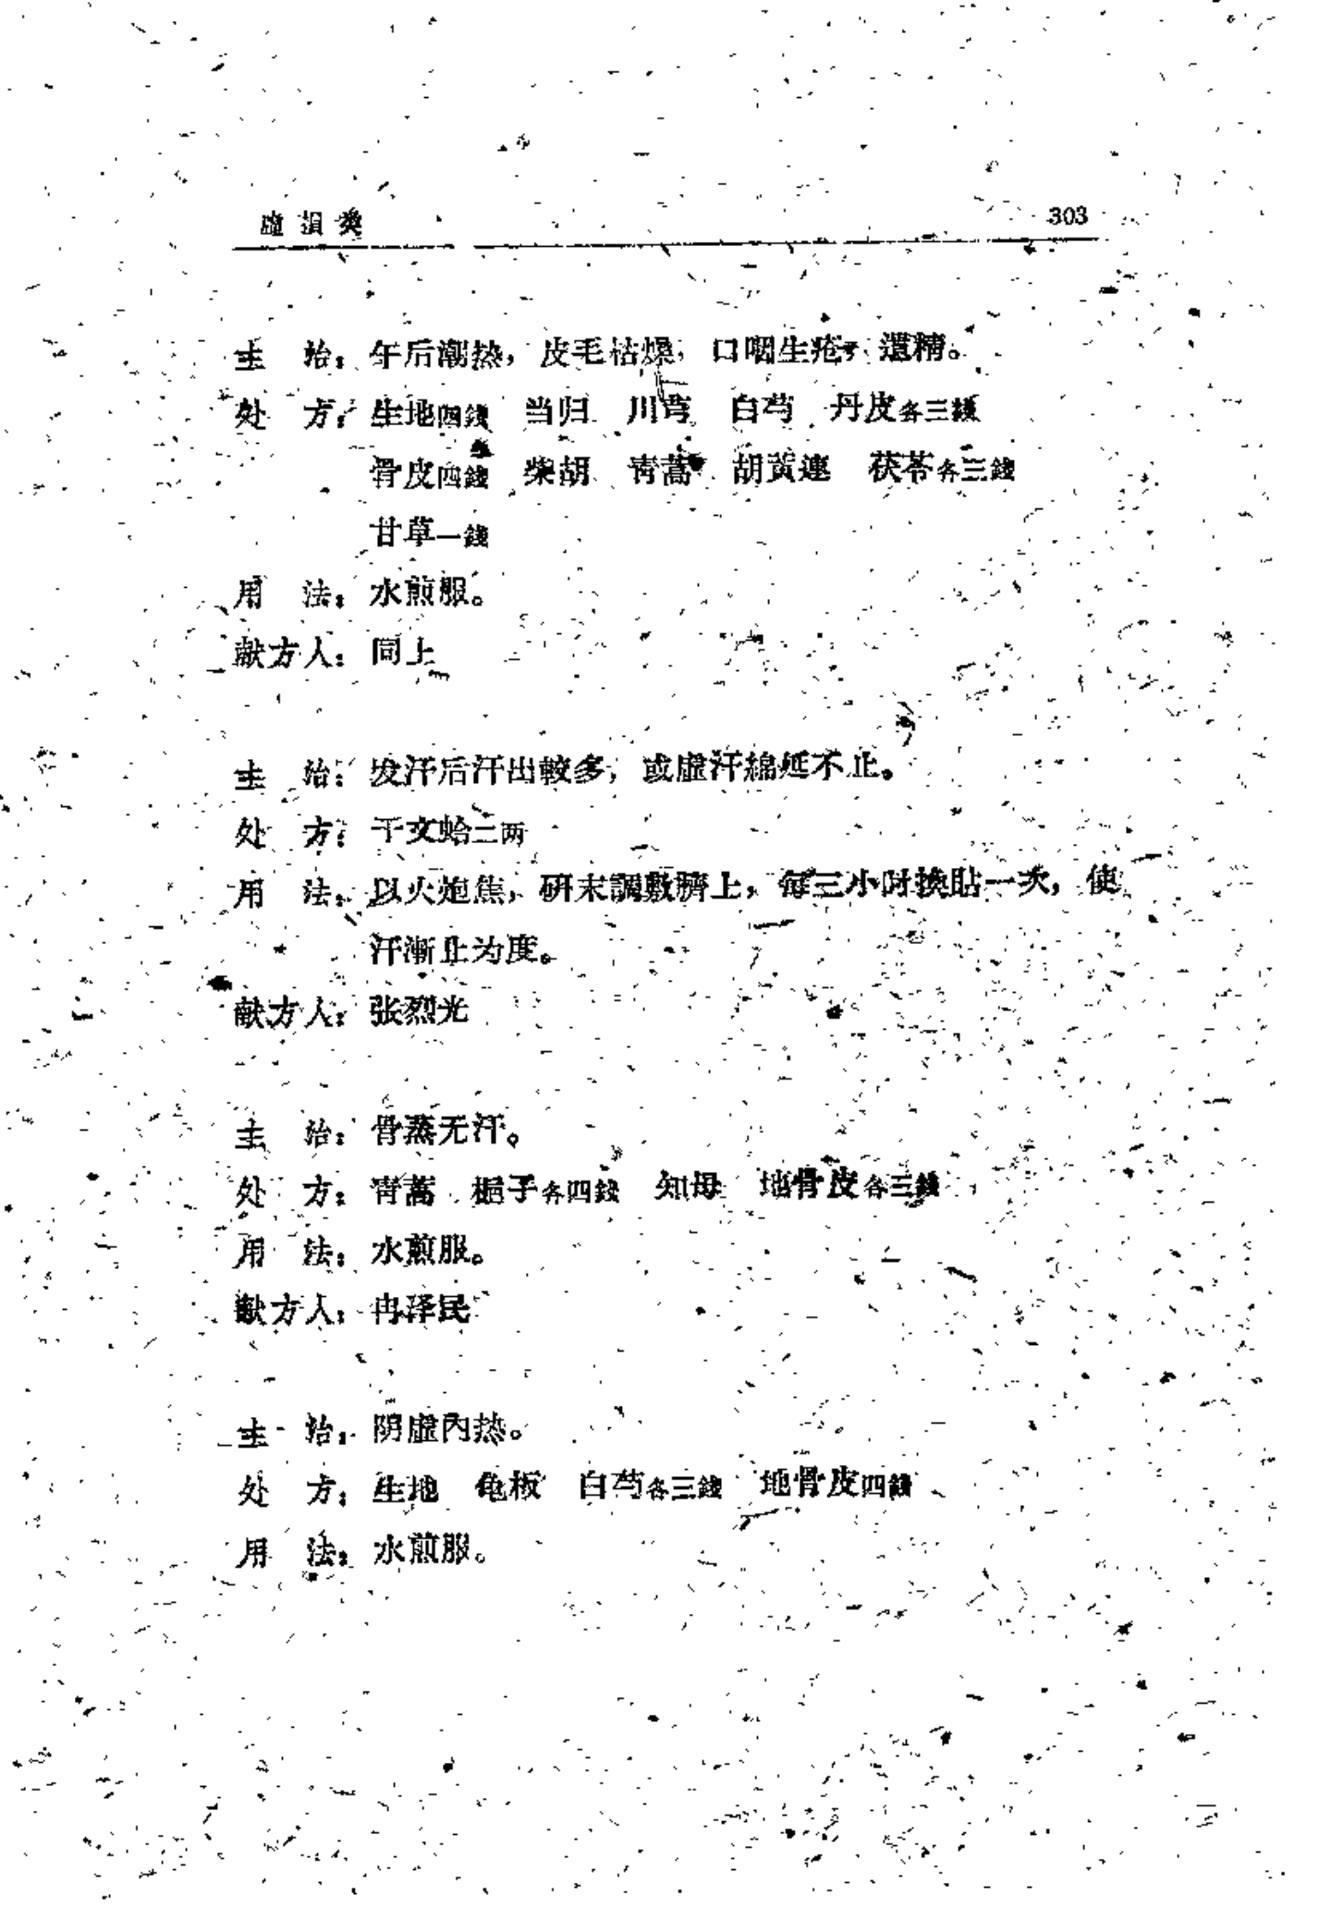 虛損类 303
主　治：午后潮热，皮毛枯燥，口咽生疮，遺精。
处　方：生地四錢　当归　川芎　白芍　丹皮各三錢
骨皮四錢　柴胡　青蒿　胡黃連　茯苓各三錢
甘草一錢
用　法：水煎服。
献方人：同上
主　治：发汗后汗出較多，或虛汗綿延不止。
处　方：干文蛤二两
用　法：以火炮焦，研末調敷臍上，每三小时換貼一次，使
汗漸止为度。
献方人：张烈光
主　治：骨蒸无汗。
处　方：青蒿　梔子各四錢　知母　地骨皮各三錢
用　法：水煎服。
献方人：冉泽民
主　治：阴虛內热。
处　方：生地　龟板　白芍各三錢　地骨皮四錢
用　法：水煎服。